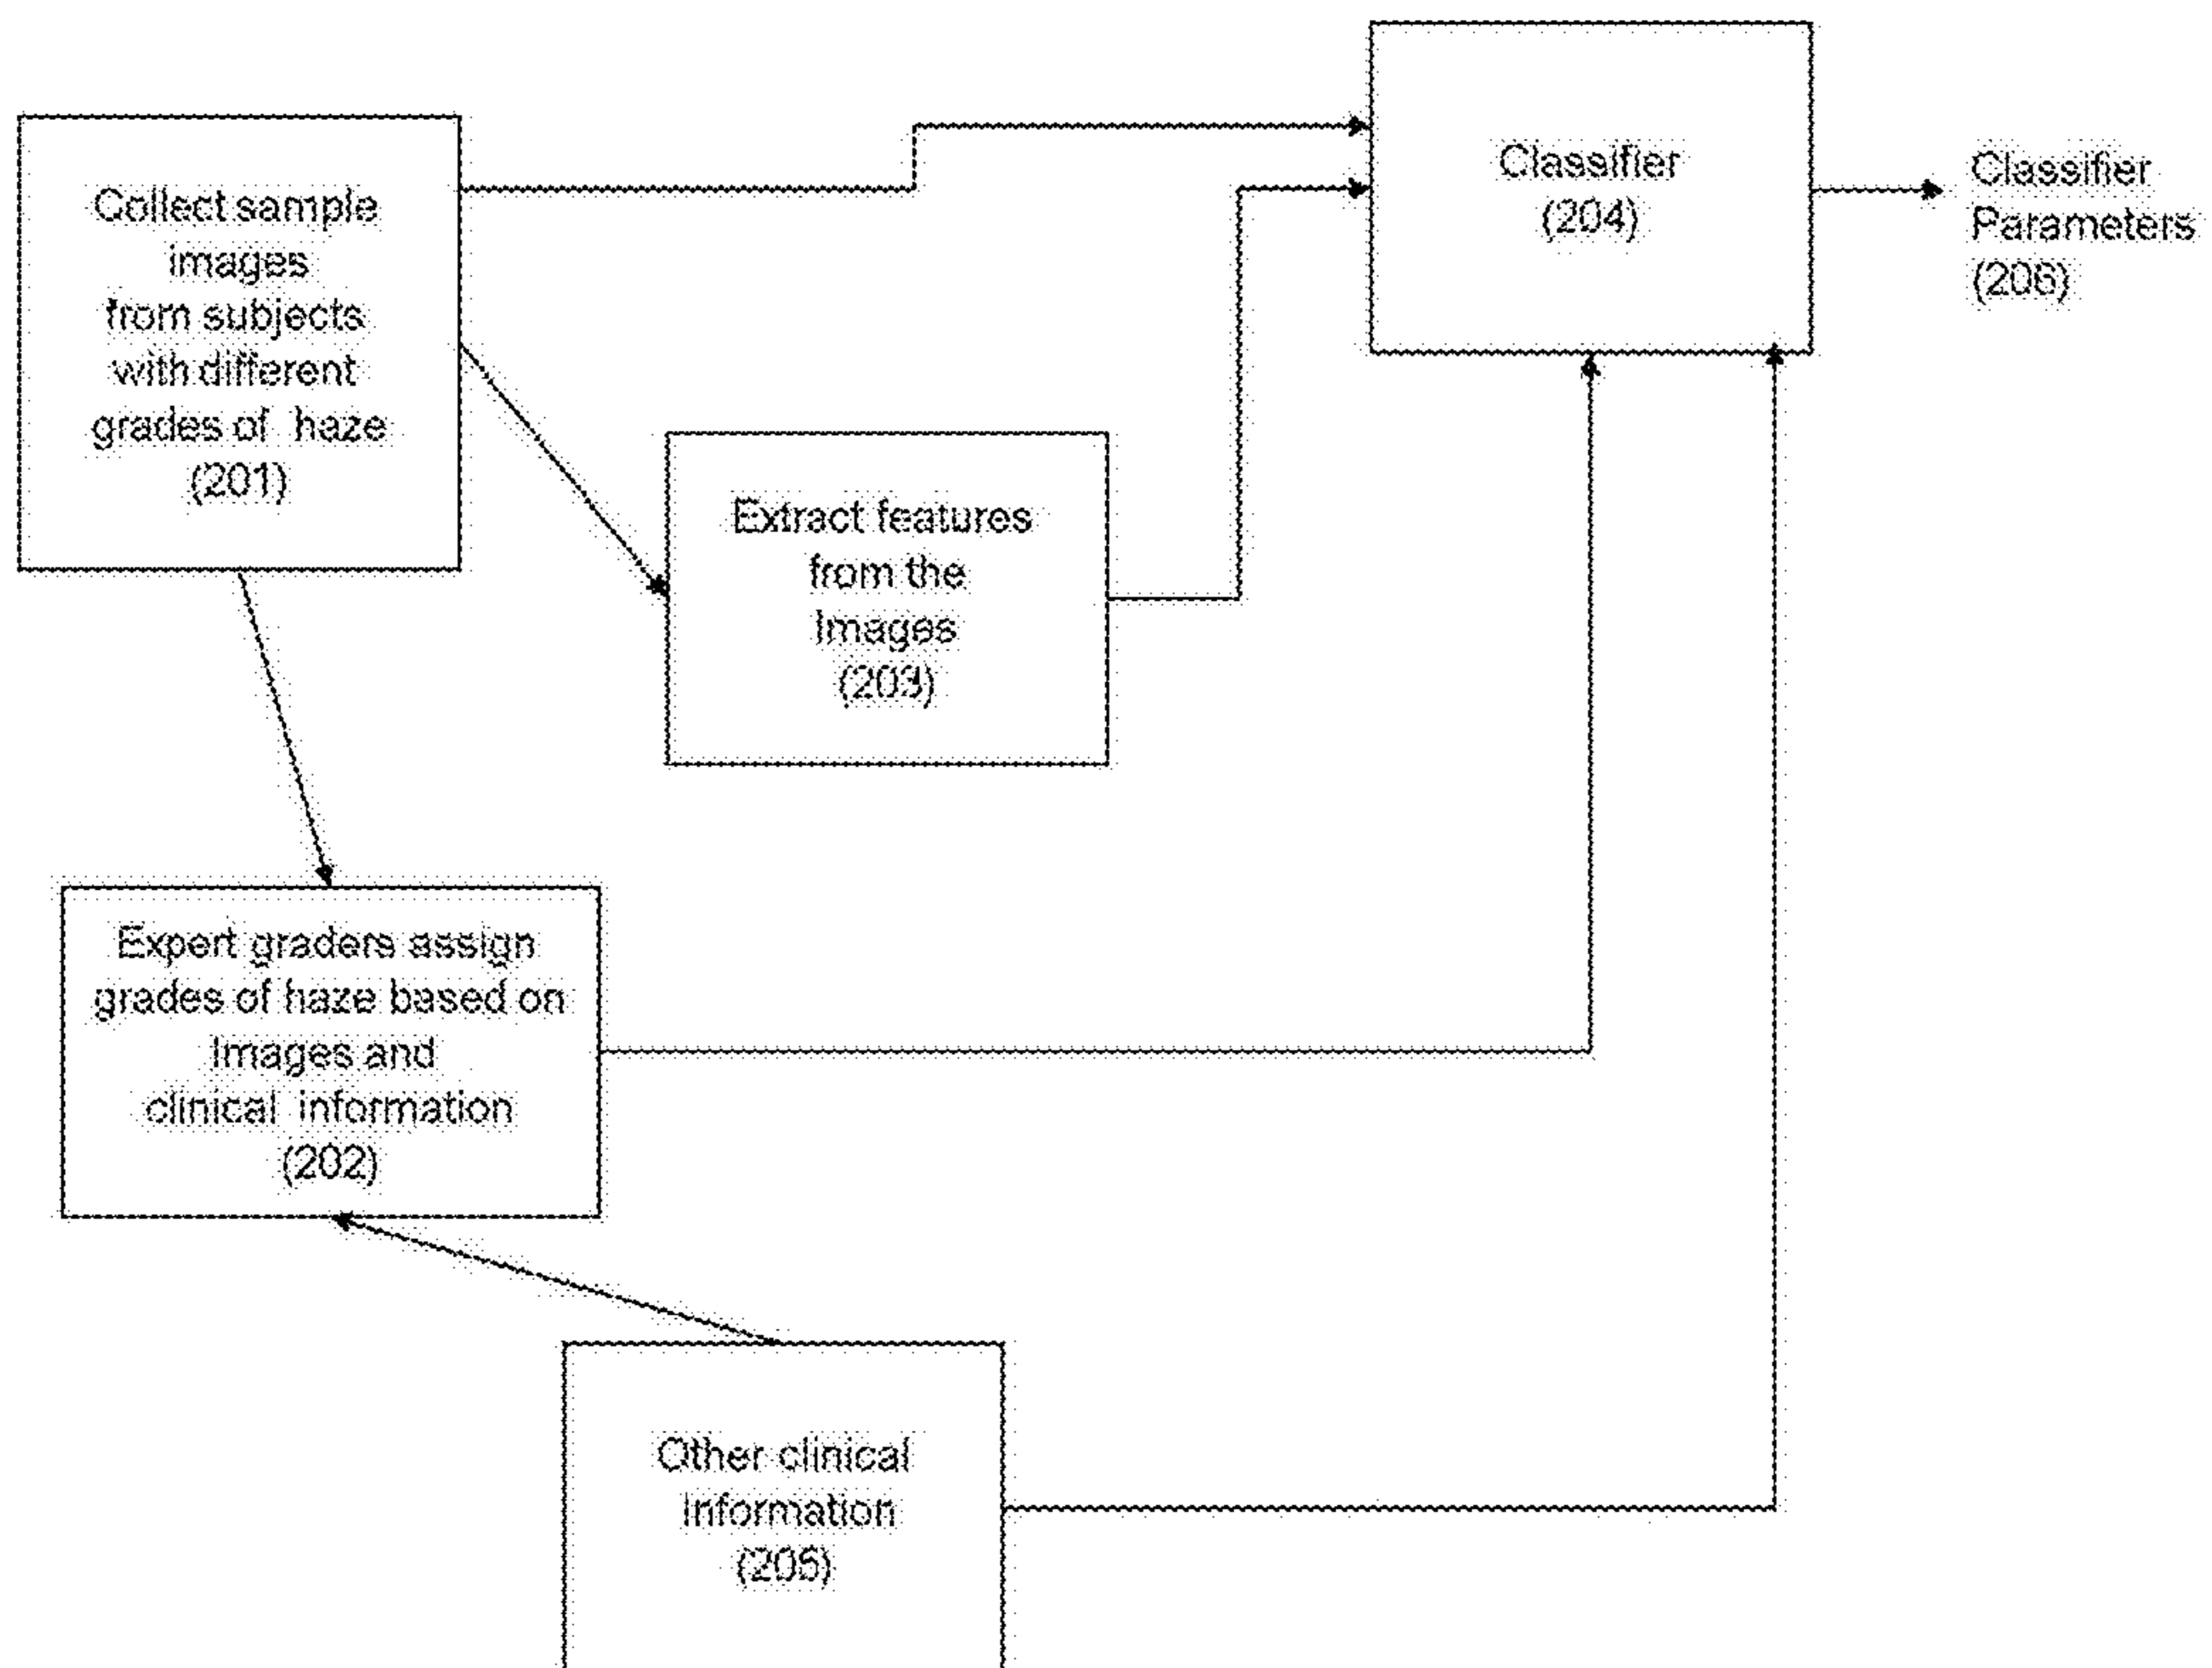 Collect sample
images
from subjects
with different
grades of haze
(201)
Classifier
(204)
Classifier
Parameters
(206)
Extract features
from the
Images
(203)
Expert graders assign
grades of haze based on
Images and
clinical information
(202)
Other clinical
Information
(205)